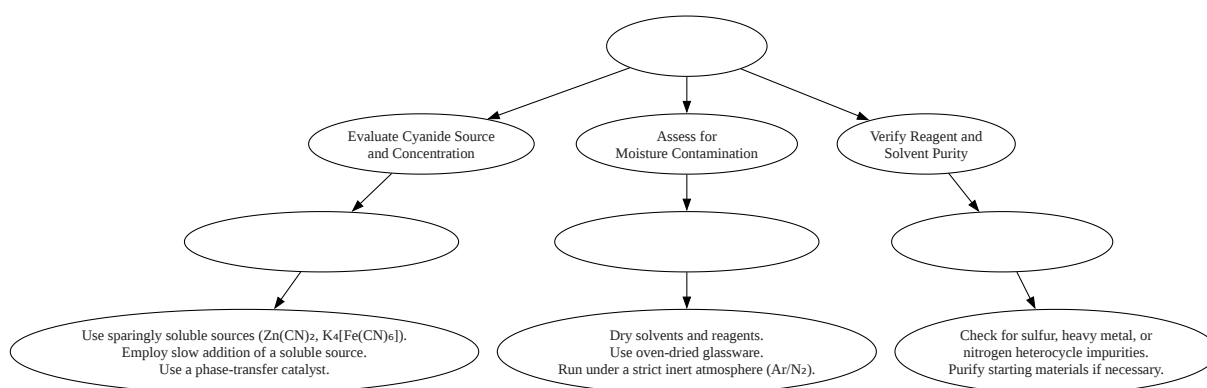 Evaluate Cyanide Source
and Concentration
Assess for
Moisture Contamination
Verify Reagent and
Solvent Purity
Use sparingly soluble sources (Zn(CN)₂, K₄[Fe(CN)₆]).
Employ slow addition of a soluble source.
Use a phase-transfer catalyst.
Dry solvents and reagents.
Use oven-dried glassware.
Run under a strict inert atmosphere (Ar/N₂).
Check for sulfur, heavy metal, or
nitrogen heterocycle impurities.
Purify starting materials if necessary.